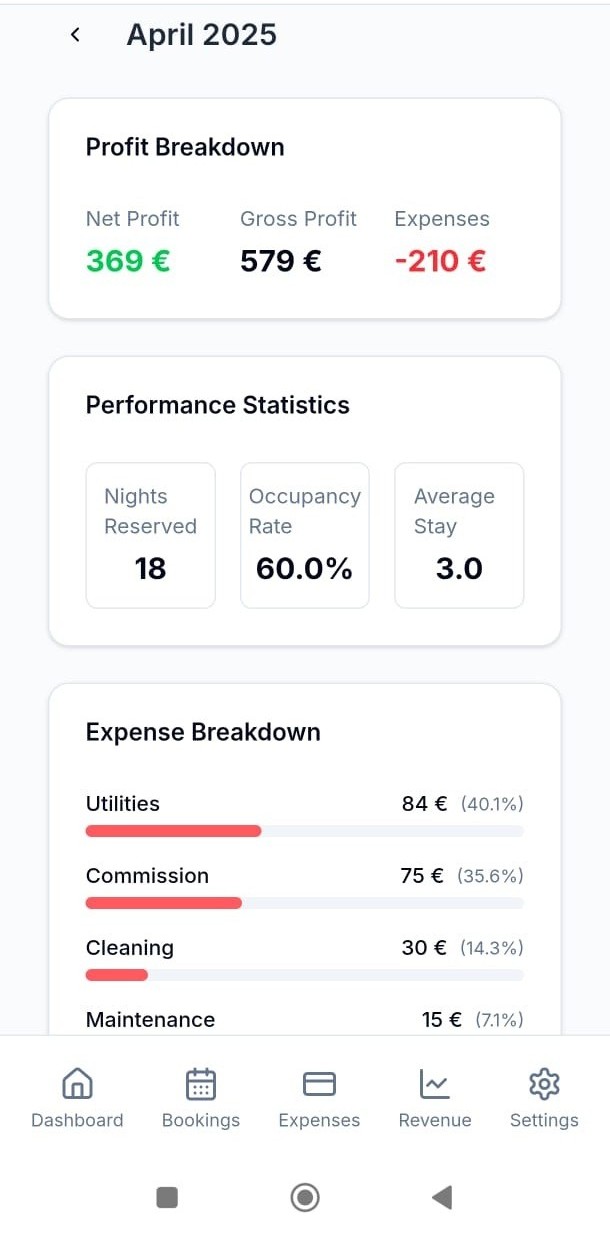 April 2025
Profit Breakdown
Net Profit Gross Profit Expenses
369 € 579 € -210 €
Performance Statistics
Nights Reserved
18
Occupancy Rate
60.0%
Average Stay
3.0
Expense Breakdown
Utilities 84 € (40.1%)
Commission 75 € (35.6%)
Cleaning 30 € (14.3%)
Maintenance 15 € (7.1%)
Dashboard Bookings Expenses Revenue Settings